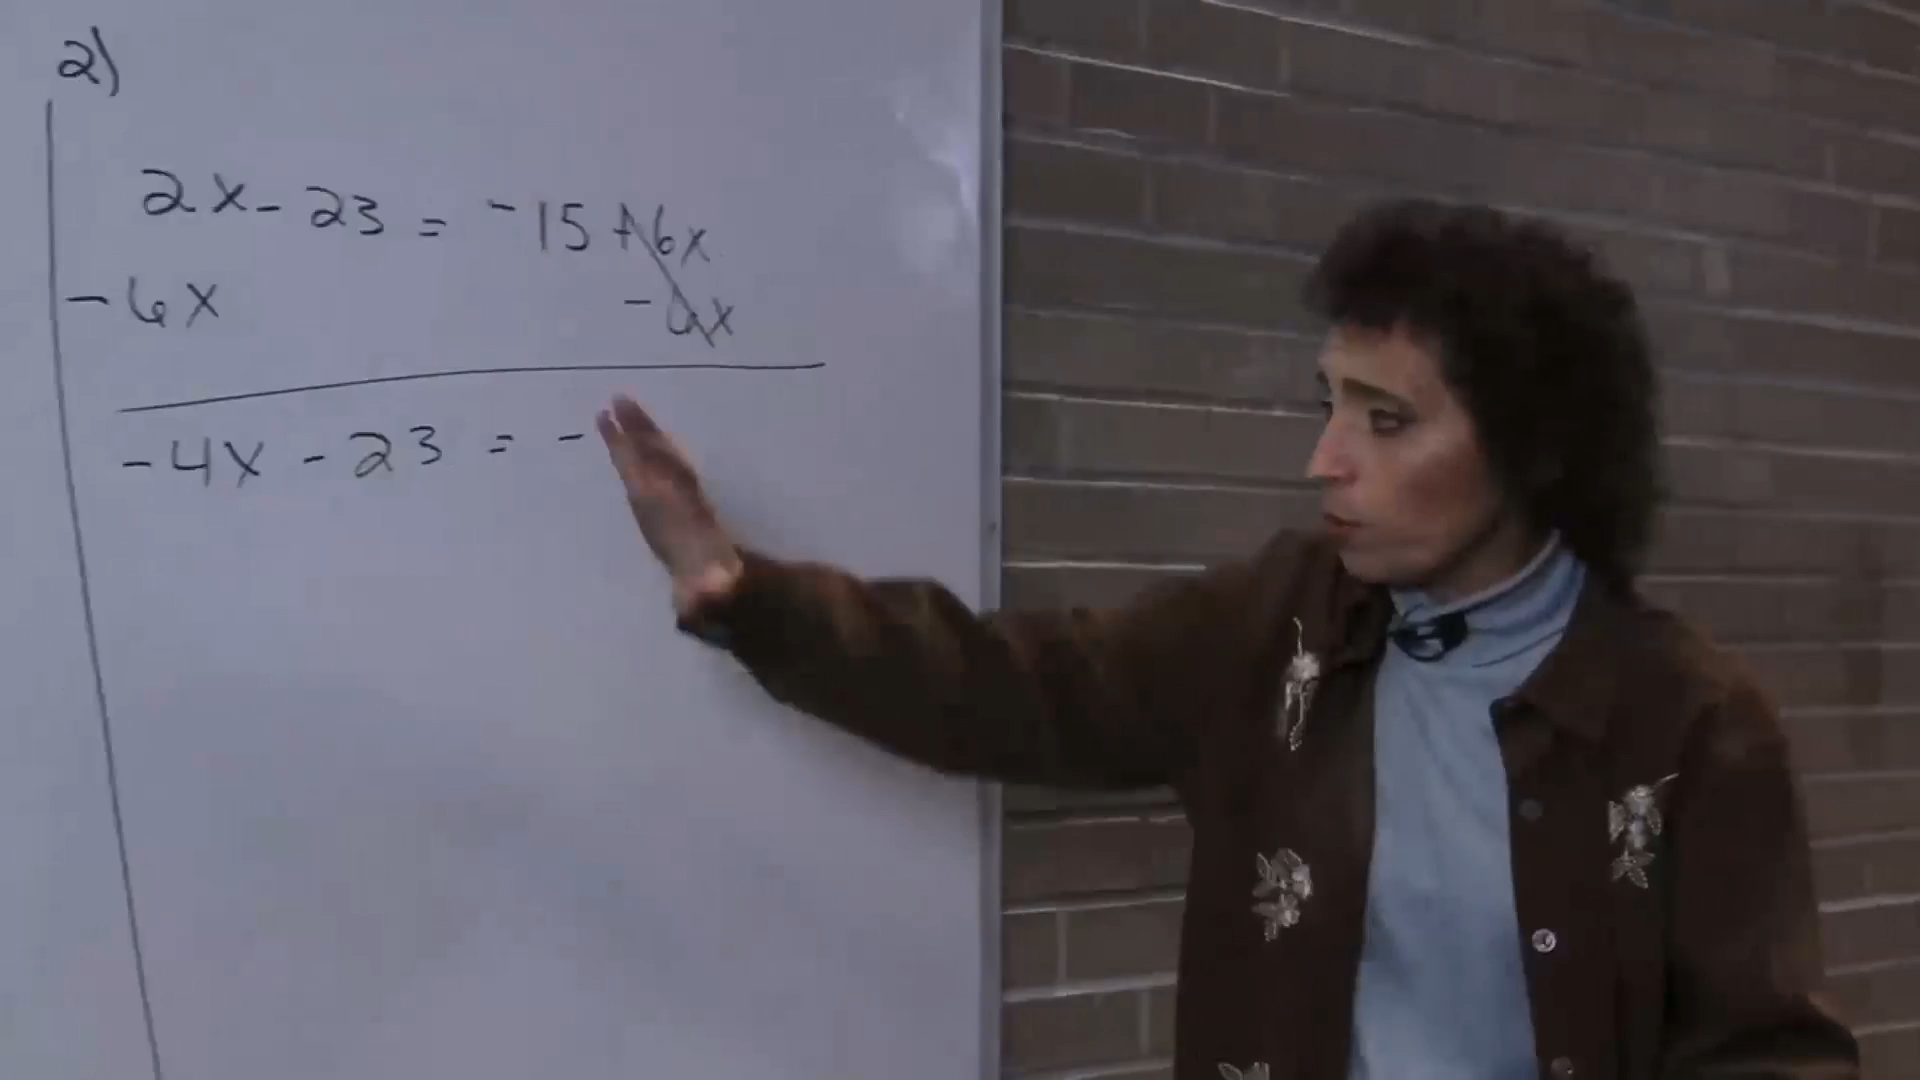 2)
2x - 23 = -15 + 6x
- 6x - 6x
-4x - 23 = -